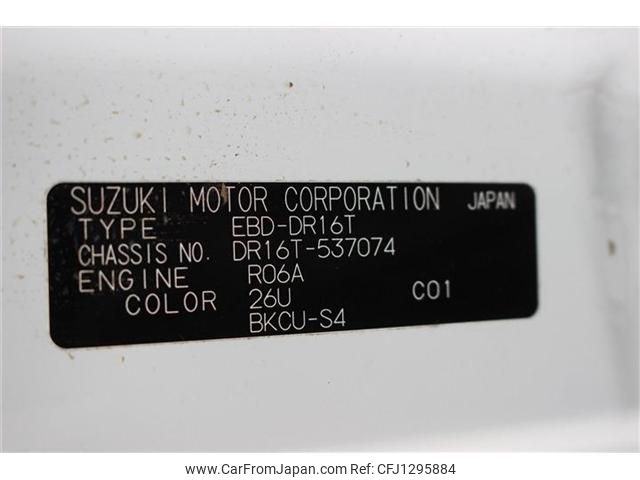 SUZUKI MOTOR CORPORATION JAPAN
TYPE EBD-DR16T
CHASSIS NO. DR16T-537074
ENGINE R06A
COLOR 26U C01
BKCU-S4
© www.CarFromJapan.com | ID: CFJ1295884